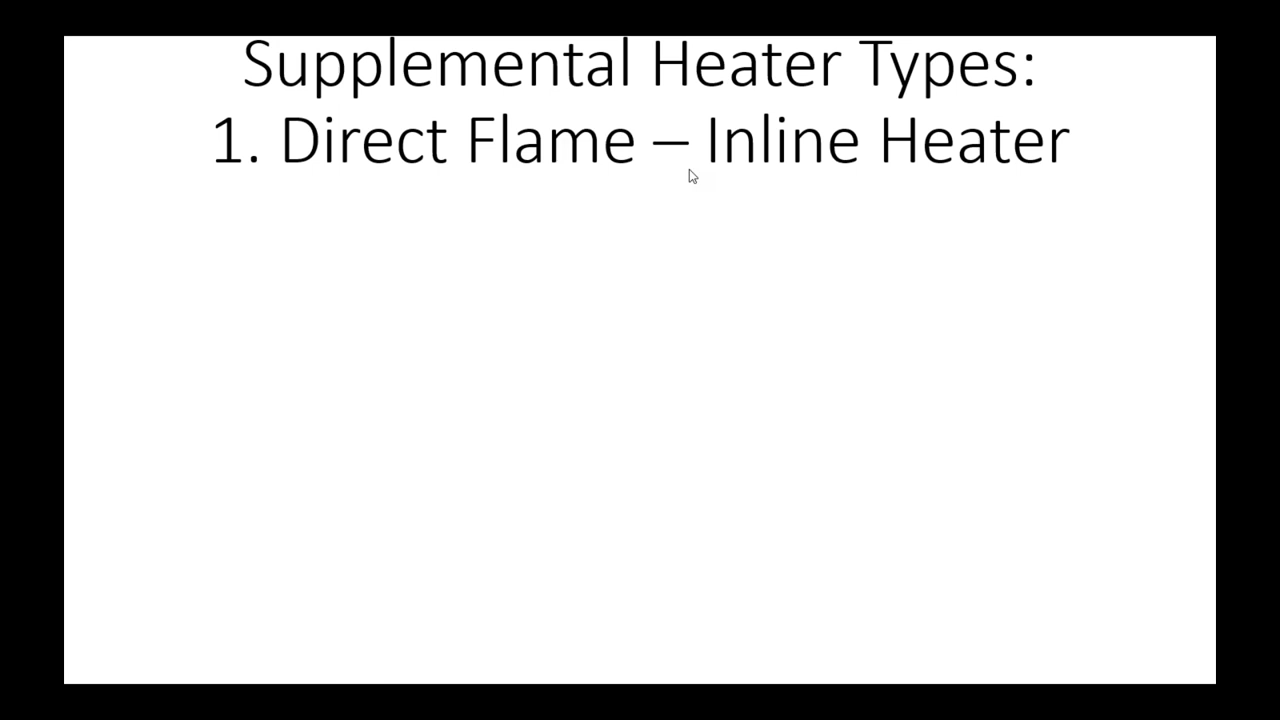 Supplemental Heater Types:
1. Direct Flame – Inline Heater